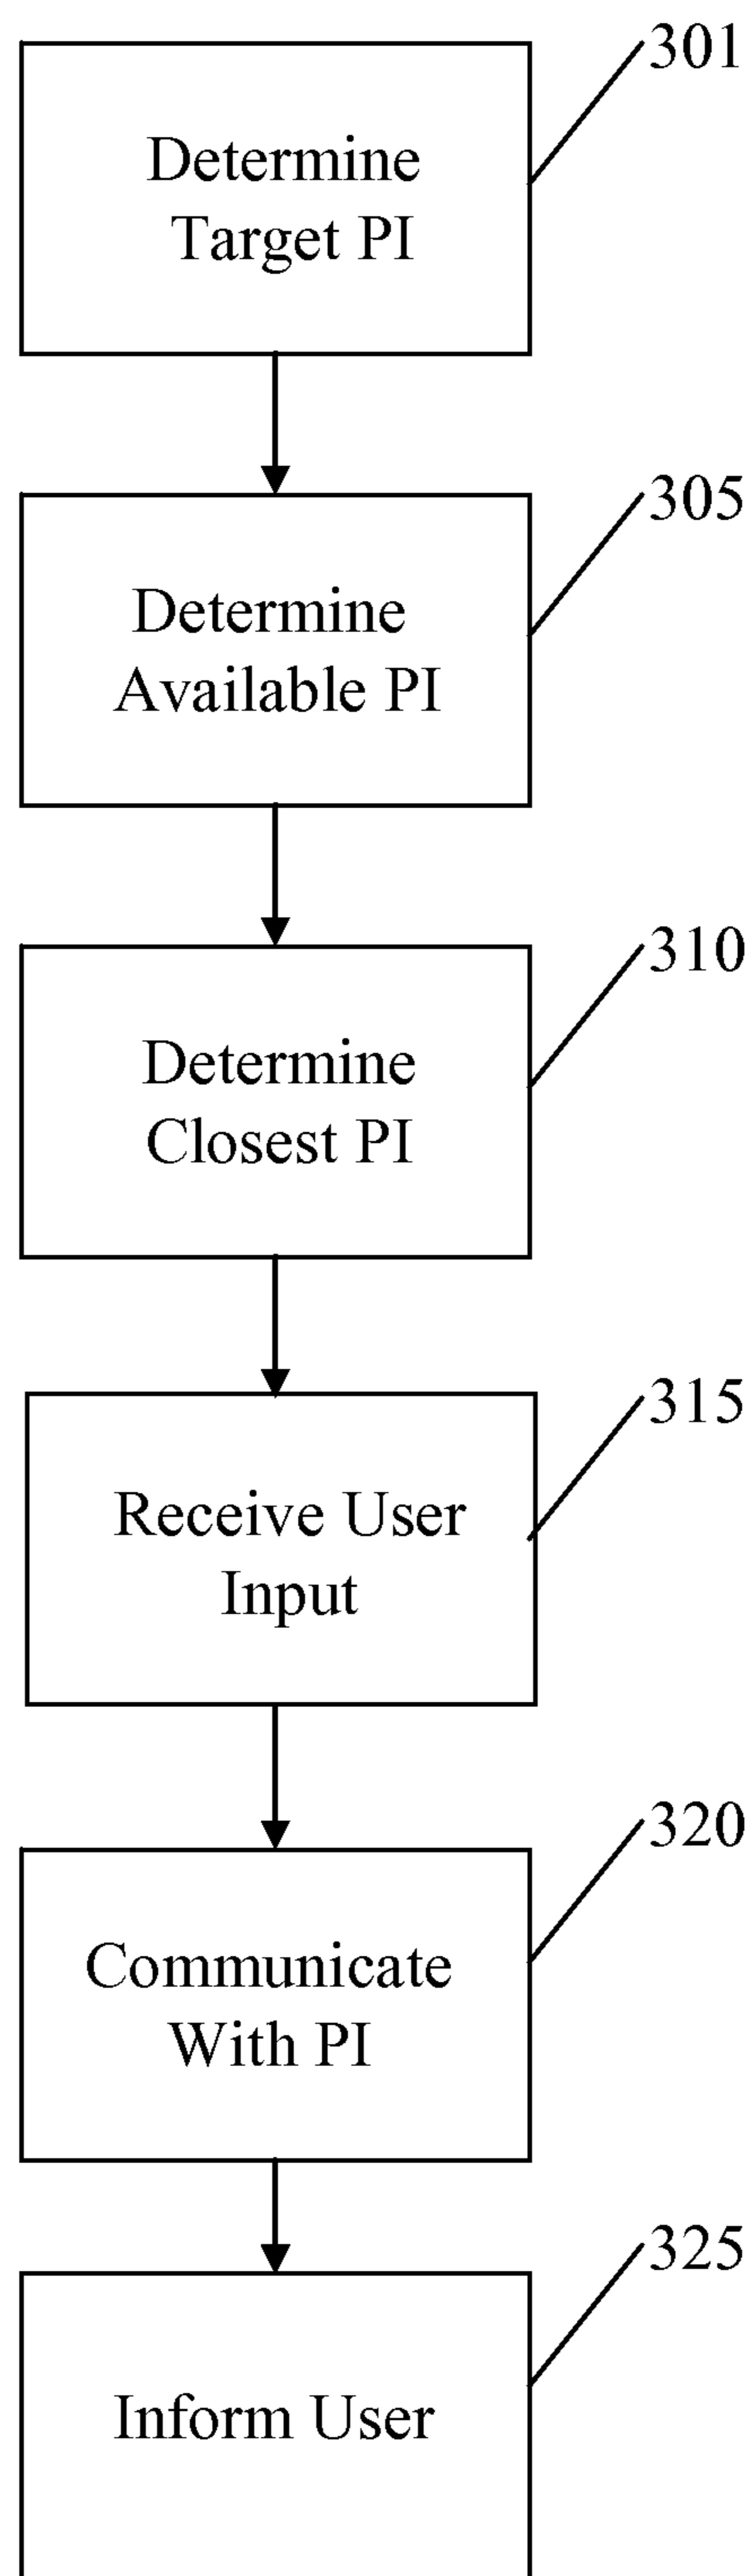 301
Determine
Target PI
305
Determine
Available PI
310
Determine
Closest PI
315
Receive User
Input
320
Communicate
With PI
325
Inform User